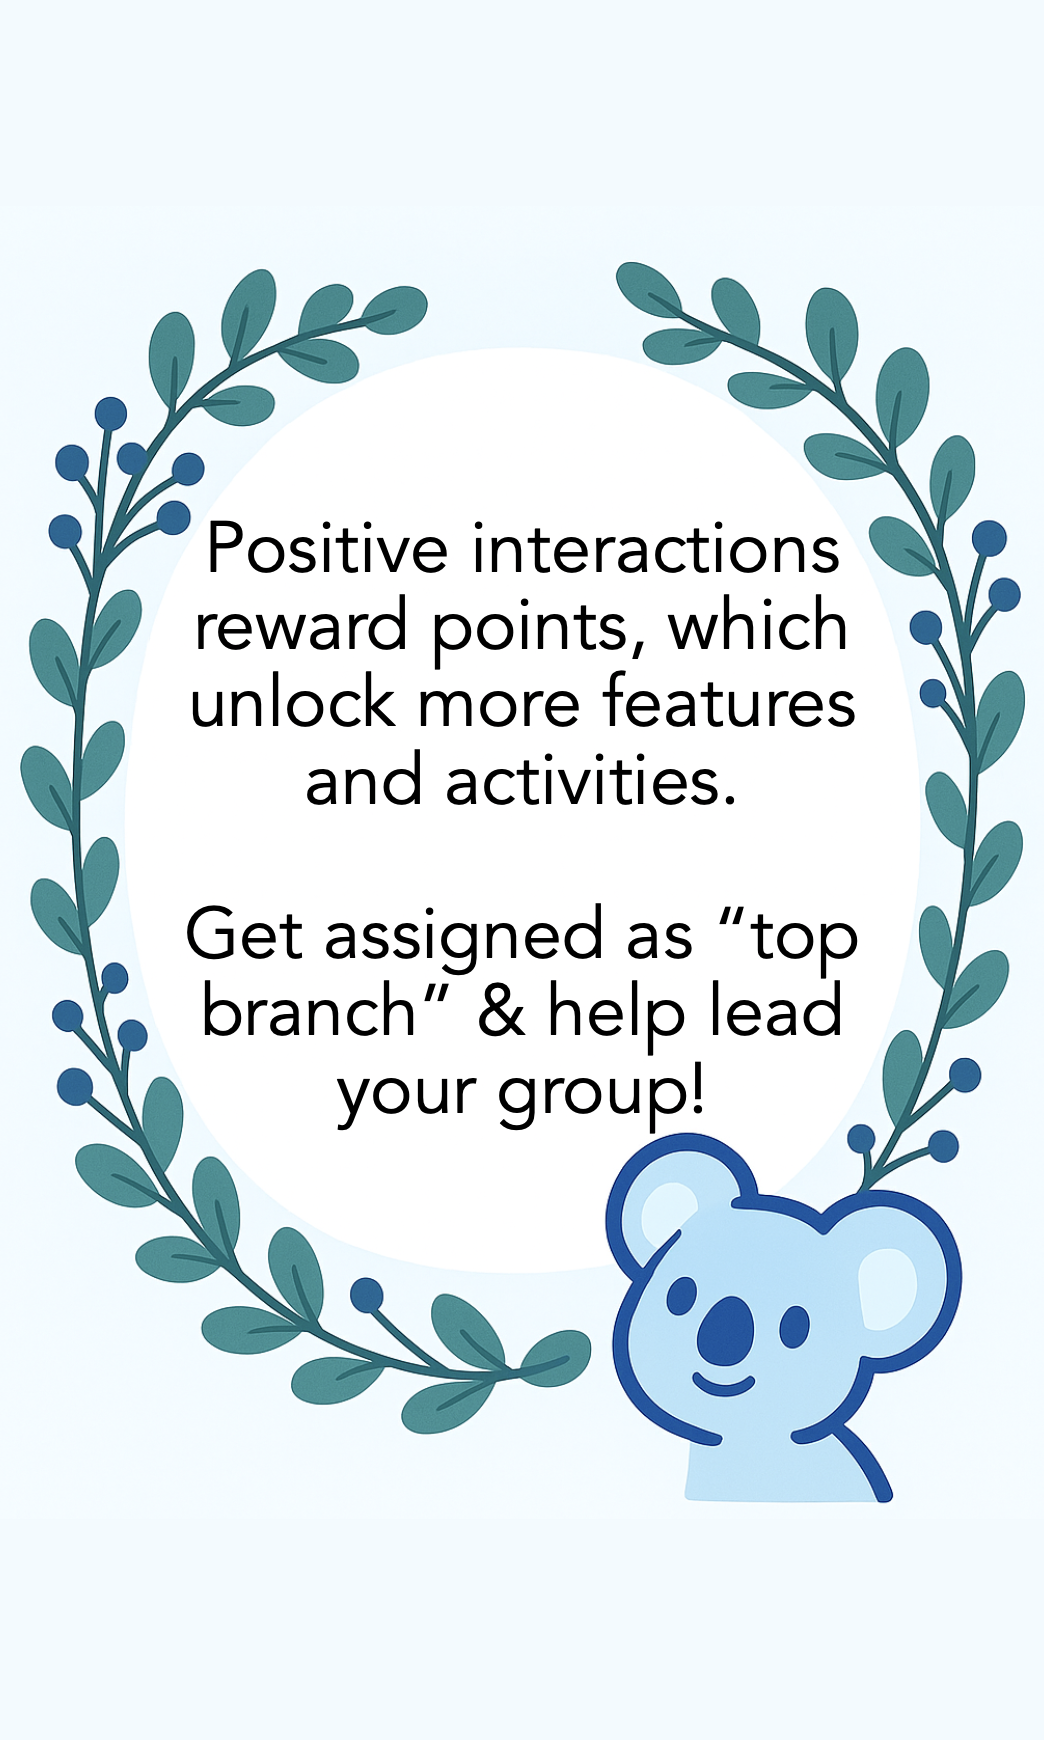 Positive interactions
reward points, which
unlock more features
and activities.
Get assigned as “top
branch” & help lead
your group!